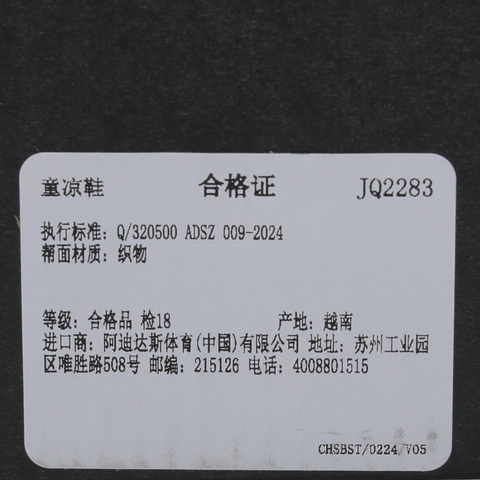 童凉鞋 合格证 JQ2283
执行标准: Q/320500 ADSZ 009-2024
帮面材质: 织物
等级: 合格品 检18 产地: 越南
进口商: 阿迪达斯体育(中国)有限公司 地址: 苏州工业园
区唯胜路508号 邮编: 215126 电话: 4008801515
CHSBST/0224/V05